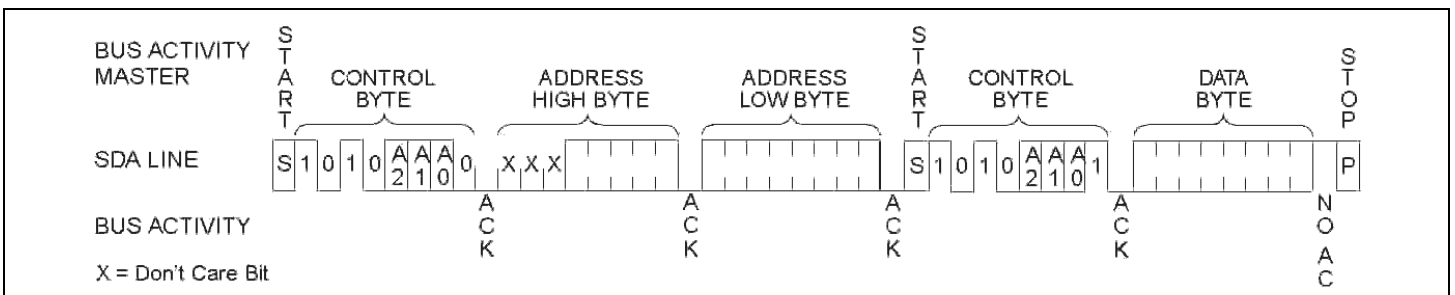 BUS ACTIVITY
MASTER
START
CONTROL
BYTE
ADDRESS
HIGH BYTE
ADDRESS
LOW BYTE
START
CONTROL
BYTE
DATA
BYTE
STOP
SDA LINE
S 1 0 1 0 A2 A1 A0 0 X X X S 1 0 1 0 A2 A1 A0 1 P
BUS ACTIVITY
ACK
ACK
ACK
ACK
NO AC
X = Don't Care Bit